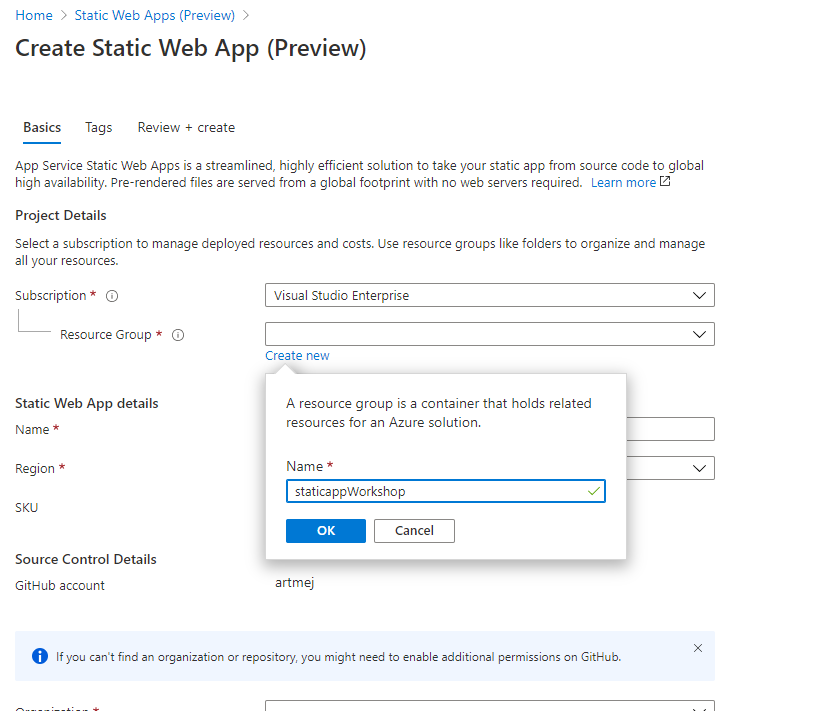 Home > Static Web Apps (Preview) >
Create Static Web App (Preview)
Basics Tags Review + create
App Service Static Web Apps is a streamlined, highly efficient solution to take your static app from source code to global
high availability. Pre-rendered files are served from a global footprint with no web servers required. Learn more
Project Details
Select a subscription to manage deployed resources and costs. Use resource groups like folders to organize and manage
all your resources.
Subscription *
Visual Studio Enterprise
Resource Group *
Create new
A resource group is a container that holds related
resources for an Azure solution.
Name *
staticappWorkshop
OK Cancel
Static Web App details
Name *
Region *
SKU
Source Control Details
GitHub account
artmej
If you can't find an organization or repository, you might need to enable additional permissions on GitHub.
Organization *